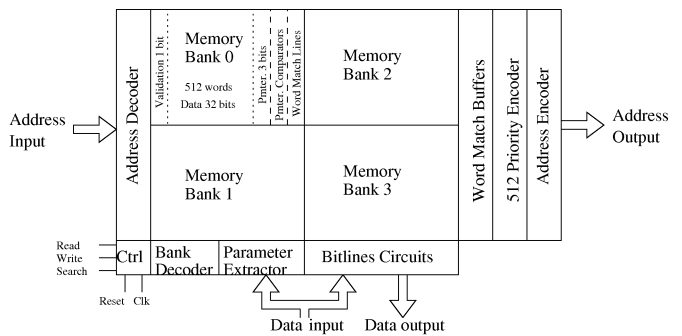 Address
Input
Address Decoder
Validation 1 bit
Memory
Bank 0
512 words
Data 32 bits
Pmter. 3 bits
Pmter. Comparators
Word Match Lines
Memory
Bank 2
Memory
Bank 1
Memory
Bank 3
Word Match Buffers
512 Priority Encoder
Address Encoder
Address
Output
Read
Write
Search
Ctrl
Reset
Clk
Bank
Decoder
Parameter
Extractor
Bitlines Circuits
Data input
Data output